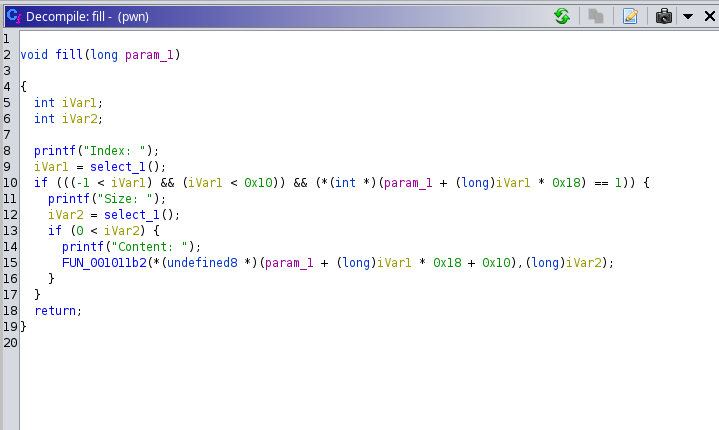 Decompile: fill - (pwn)
1
2 void fill(long param_1)
3
4 {
5   int iVar1;
6   int iVar2;
7
8   printf("Index: ");
9   iVar1 = select_1();
10   if (((-1 < iVar1) && (iVar1 < 0x10)) && (*(int *)(param_1 + (long)iVar1 * 0x18) == 1)) {
11     printf("Size: ");
12     iVar2 = select_1();
13     if (0 < iVar2) {
14       printf("Content: ");
15       FUN_001011b2(*(undefined8 *)(param_1 + (long)iVar1 * 0x18 + 0x10),(long)iVar2);
16     }
17   }
18   return;
19 }
20